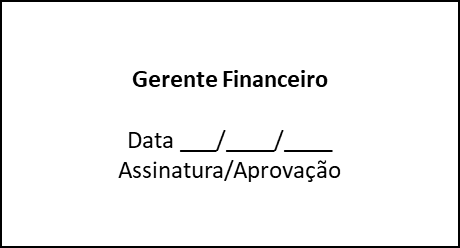 Gerente Financeiro
Data ___/____/____
Assinatura/Aprovação